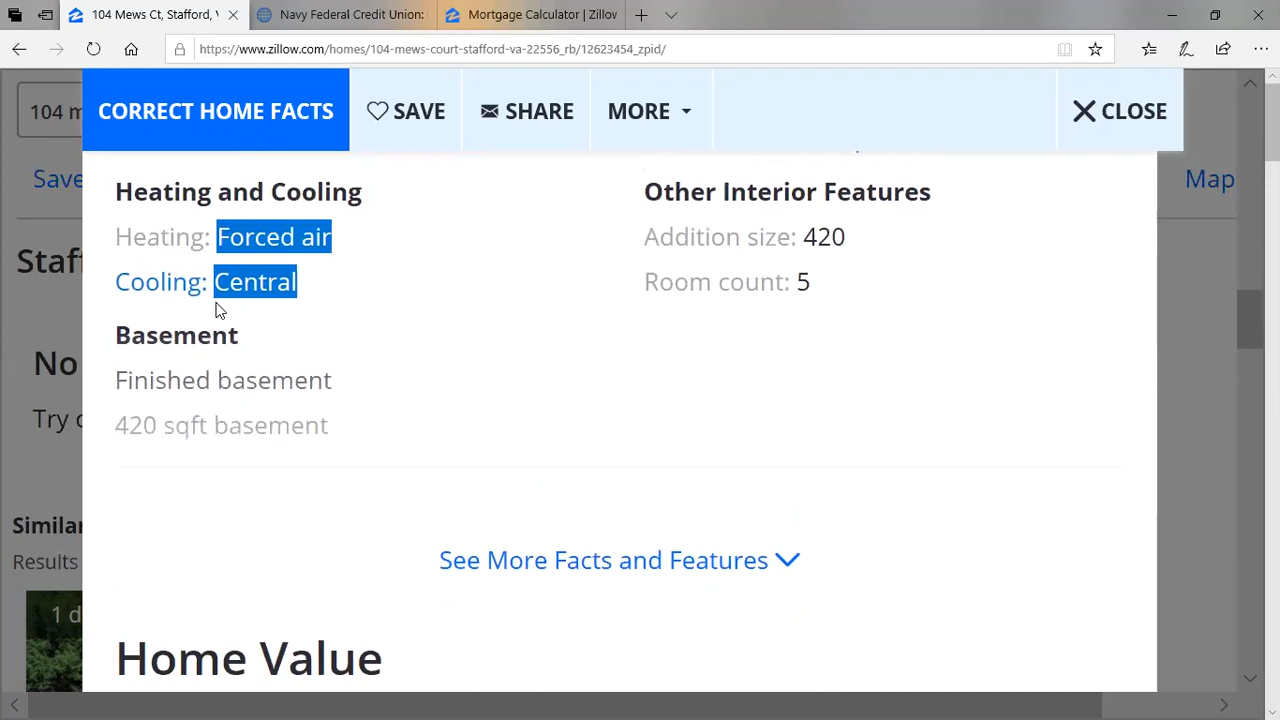 104 Mews Ct, Stafford, V
Navy Federal Credit Union:
Mortgage Calculator | Zillow
https://www.zillow.com/homes/104-mews-court-stafford-va-22556_rb/12623454_zpid/
104 m
CORRECT HOME FACTS
SAVE
SHARE
MORE
CLOSE
Save
Map
Heating and Cooling
Other Interior Features
Heating: Forced air
Addition size: 420
Staf
Cooling: Central
Room count: 5
Basement
No
Finished basement
Try c
420 sqft basement
Similar
Results
See More Facts and Features
1 d
Home Value